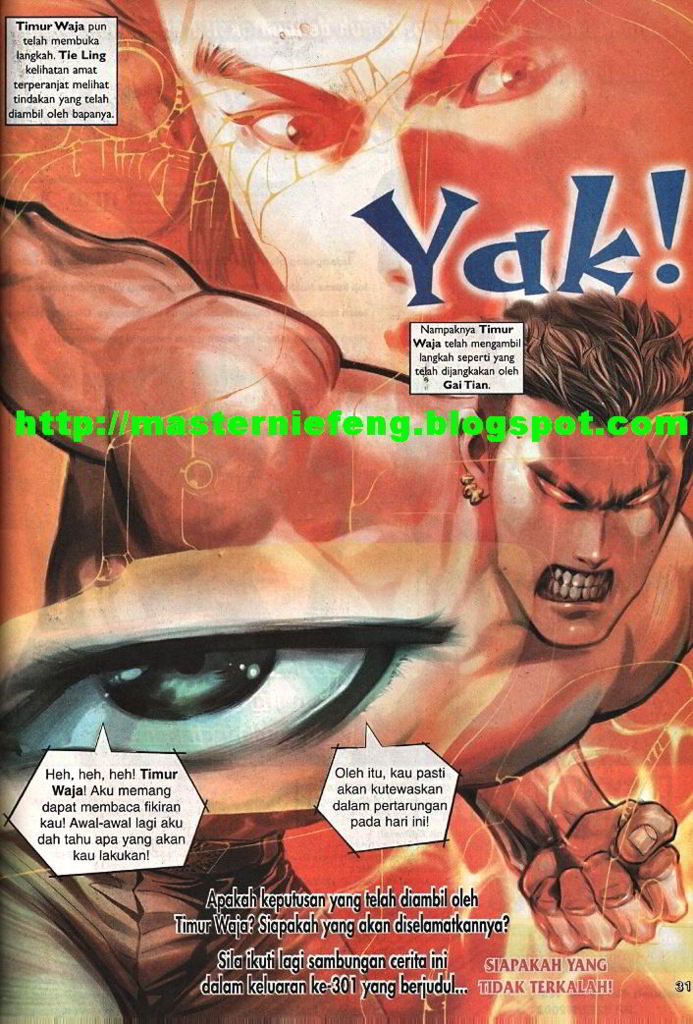 Timur Waja pun
telah membuka
langkah. Tie Ling
kelihatan amat
terperanjat melihat
tindakan yang telah
diambil oleh bapanya.
Yak!
Nampaknya Timur
Waja telah mengambil
langkah seperti yang
telah dijangkakan oleh
Gai Tian.
http://masterniefeng.blogspot.com
Heh, heh, heh! Timur
Waja! Aku memang
dapat membaca fikiran
kau! Awal-awal lagi aku
dah tahu apa yang akan
kau lakukan!
Oleh itu, kau pasti
akan kutewaskan
dalam pertarungan
pada hari ini!
Apakah keputusan yang telah diambil oleh
Timur Waja? Siapakah yang akan diselamatkannya?
Sila ikuti lagi sambungan cerita ini
dalam keluaran ke-301 yang berjudul...
SIAPAKAH YANG
TIDAK TERKALAH!
31